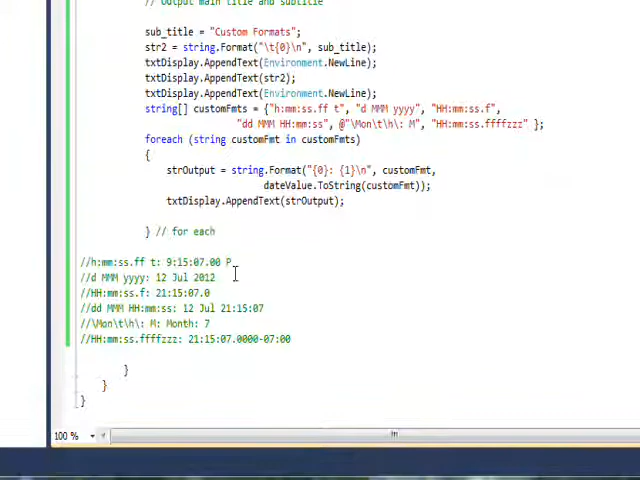 // Output main title and subtitle
sub_title = "Custom Formats";
str2 = string.Format("\t{0}\n", sub_title);
txtDisplay.AppendText(Environment.NewLine);
txtDisplay.AppendText(str2);
txtDisplay.AppendText(Environment.NewLine);
string[] customFmts = {"h:mm:ss.ff t", "d MMM yyyy", "HH:mm:ss.f",
"dd MMM HH:mm:ss", @"\Mon\t\h\: M", "HH:mm:ss.ffffzzz" };
foreach (string customFmt in customFmts)
{
strOutput = string.Format("{0}: {1}\n", customFmt,
dateValue.ToString(customFmt));
txtDisplay.AppendText(strOutput);
} // for each
//h:mm:ss.ff t: 9:15:07.00 P
//d MMM yyyy: 12 Jul 2012
//HH:mm:ss.f: 21:15:07.0
//dd MMM HH:mm:ss: 12 Jul 21:15:07
//\Mon\t\h\: M: Month: 7
//HH:mm:ss.ffffzzz: 21:15:07.0000-07:00
}
}
}
100 %